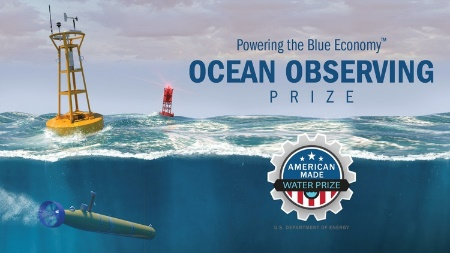 Powering the Blue Economy™
OCEAN OBSERVING
PRIZE
AMERICAN
MADE
WATER PRIZE
U.S. DEPARTMENT OF ENERGY